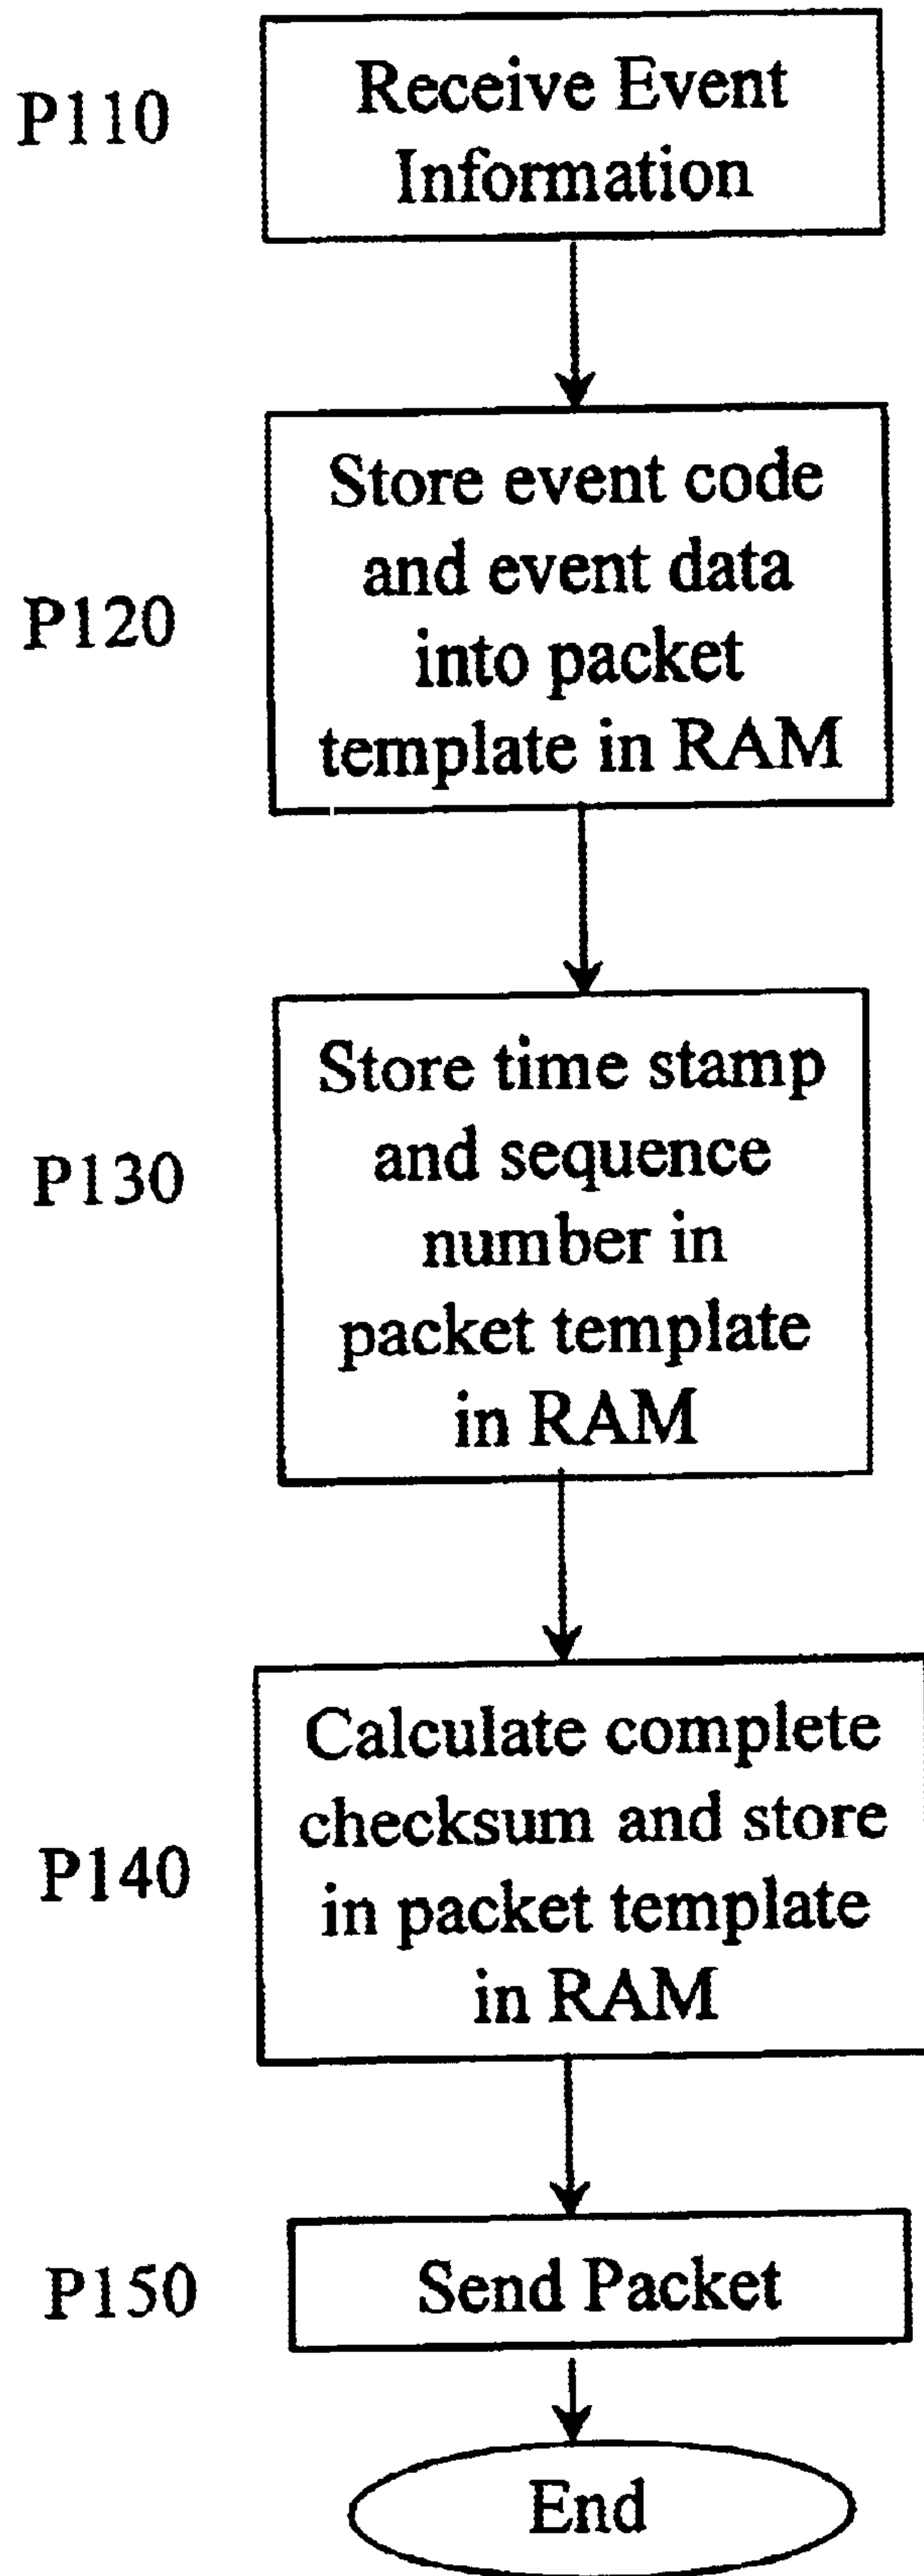 P110
Receive Event
Information
P120
Store event code
and event data
into packet
template in RAM
P130
Store time stamp
and sequence
number in
packet template
in RAM
P140
Calculate complete
checksum and store
in packet template
in RAM
P150
Send Packet
End